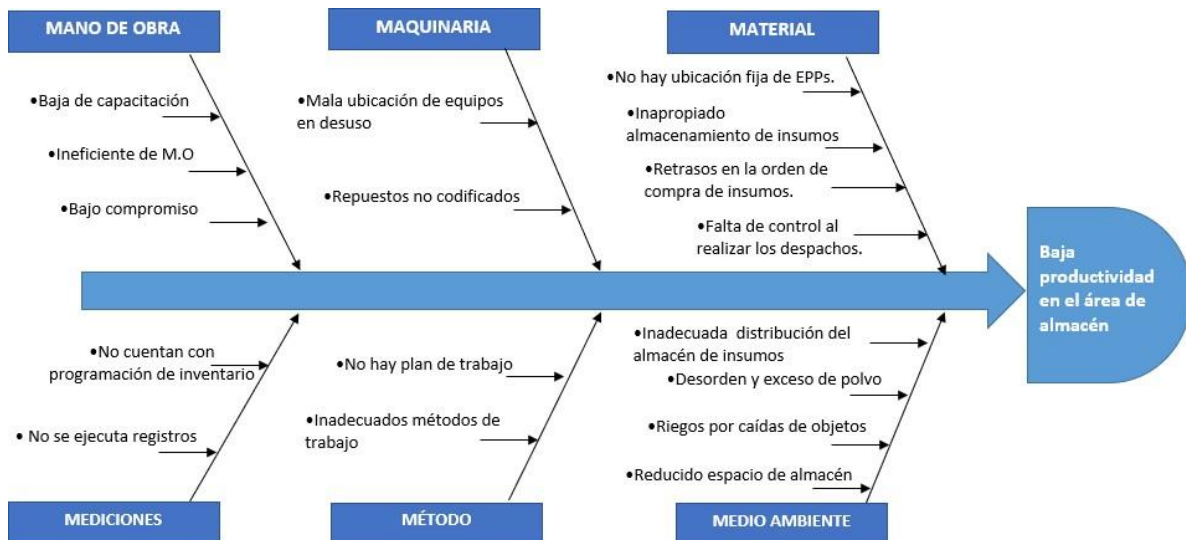 MANO DE OBRA
MAQUINARIA
MATERIAL
•Baja de capacitación
•Ineficiente de M.O
•Bajo compromiso
•Mala ubicación de equipos
en desuso
•Repuestos no codificados
•No hay ubicación fija de EPPs.
•Inapropiado
almacenamiento de insumos
•Retrasos en la orden de
compra de insumos.
•Falta de control al
realizar los despachos.
Baja
productividad
en el área de
almacén
•No cuentan con
programación de inventario
• No se ejecuta registros
•No hay plan de trabajo
•Inadecuados métodos de
trabajo
•Inadecuada distribución del
almacén de insumos
•Desorden y exceso de polvo
•Riegos por caídas de objetos
•Reducido espacio de almacén
MEDICIONES
MÉTODO
MEDIO AMBIENTE